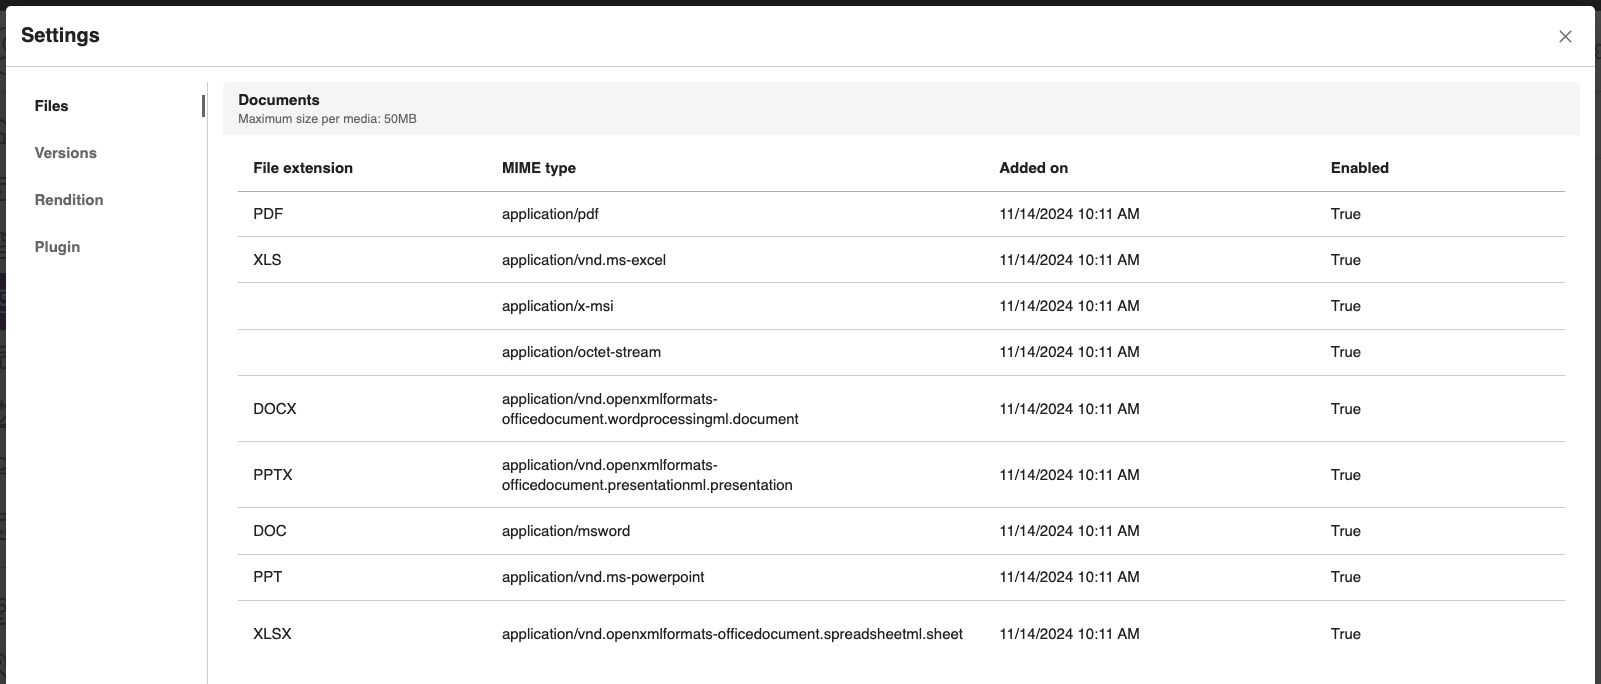 Settings
Files
Versions
Rendition
Plugin
Documents
Maximum size per media: 50MB
File extension MIME type Added on Enabled
PDF application/pdf 11/14/2024 10:11 AM True
XLS application/vnd.ms-excel 11/14/2024 10:11 AM True
application/x-msi 11/14/2024 10:11 AM True
application/octet-stream 11/14/2024 10:11 AM True
DOCX application/vnd.openxmlformats-
officedocument.wordprocessingml.document 11/14/2024 10:11 AM True
PPTX application/vnd.openxmlformats-
officedocument.presentationml.presentation 11/14/2024 10:11 AM True
DOC application/msword 11/14/2024 10:11 AM True
PPT application/vnd.ms-powerpoint 11/14/2024 10:11 AM True
XLSX application/vnd.openxmlformats-officedocument.spreadsheetml.sheet 11/14/2024 10:11 AM True